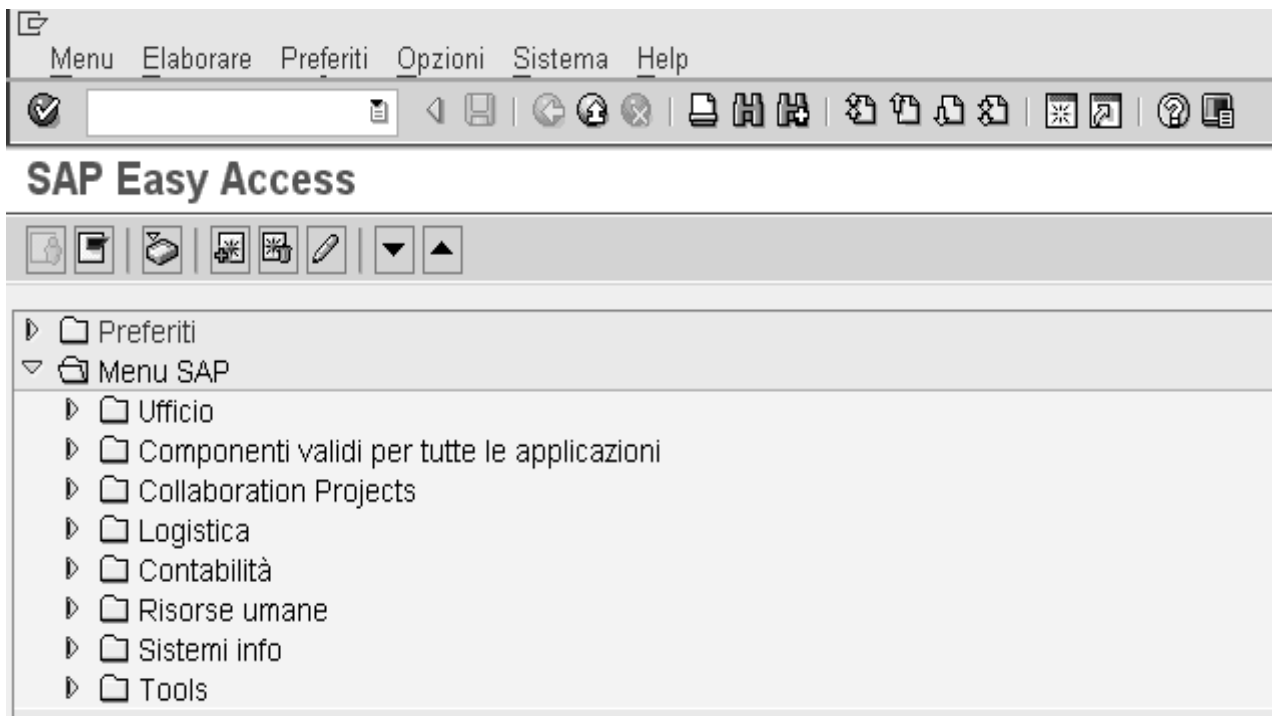 Menu Elaborare Preferiti Opzioni Sistema Help
SAP Easy Access
Preferiti
Menu SAP
Ufficio
Componenti validi per tutte le applicazioni
Collaboration Projects
Logistica
Contabilità
Risorse umane
Sistemi info
Tools